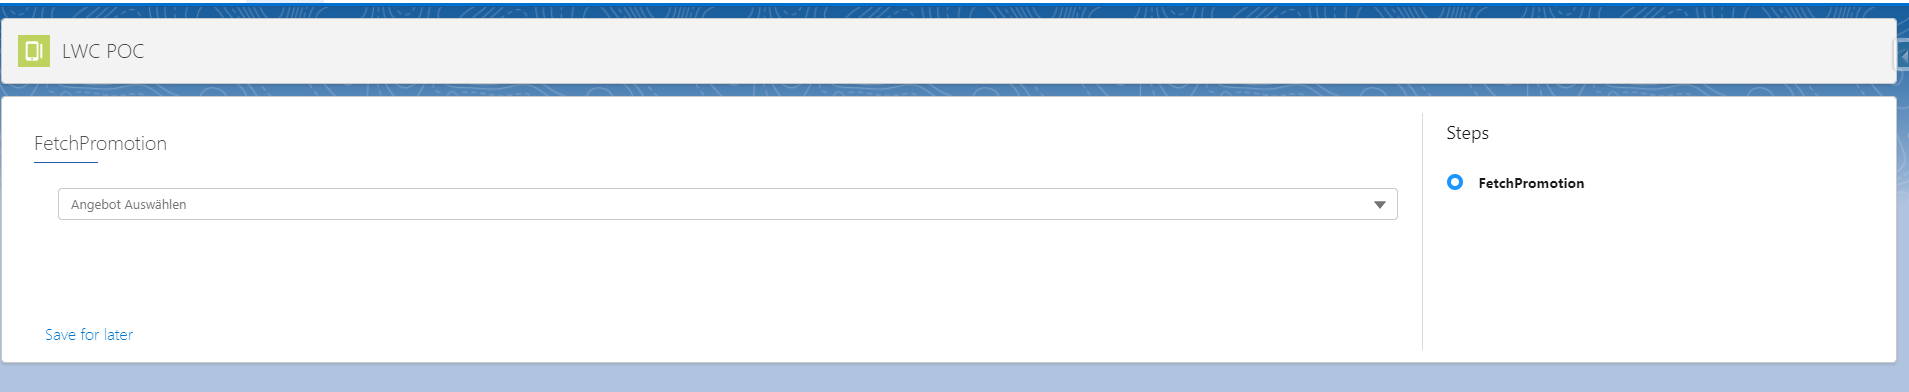 LWC POC
FetchPromotion
Angebot Auswählen
Save for later
Steps
FetchPromotion